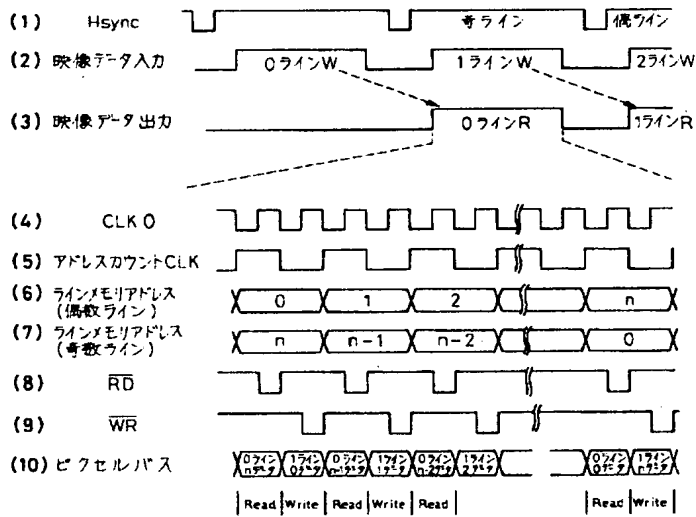 (1) Hsync 奇ライン 偶ライン
(2) 映像データ入力 0ラインW 1ラインW 2ラインW
(3) 映像データ出力 0ラインR 1ラインR
(4) CLK 0
(5) アドレスカウントCLK
(6) ラインメモリアドレス (偶数ライン) 0 1 2 n
(7) ラインメモリアドレス (奇数ライン) n n-1 n-2 0
(8) RD
(9) WR
(10) ピクセルバス 0ライン nデータ 1ライン 0データ 0ライン n-1データ 1ライン 1データ 0ライン n-2データ 1ライン 2データ 0ライン 0データ 1ライン nデータ
Read Write Read Write Read Read Write